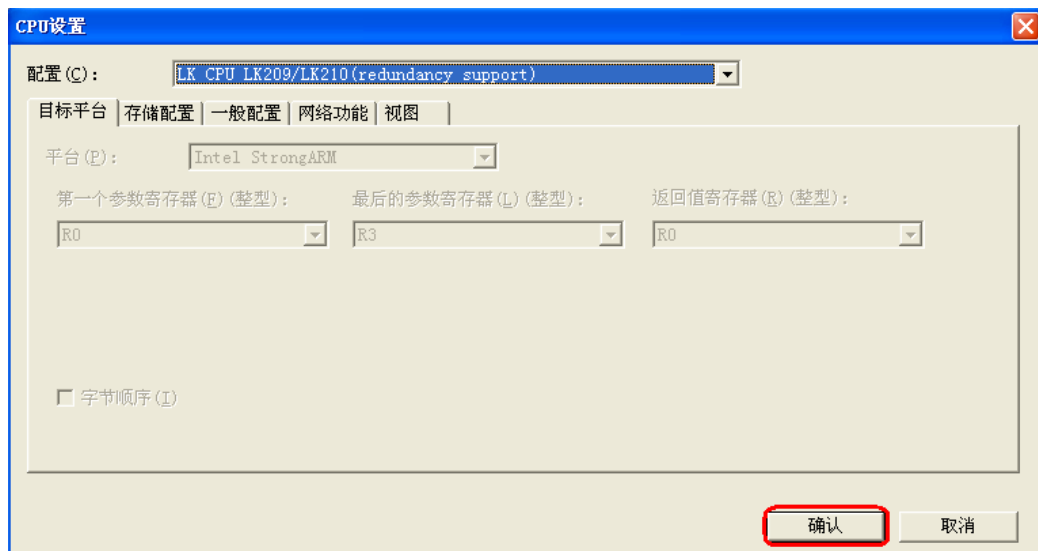 CPU设置
配置(C): LK CPU LK209/LK210(redundancy support)
目标平台 存储配置 一般配置 网络功能 视图
平台(P): Intel StrongARM
第一个参数寄存器(F)(整型): 最后的参数寄存器(L)(整型): 返回值寄存器(R)(整型):
R0 R3 R0
字节顺序(I)
确认 取消